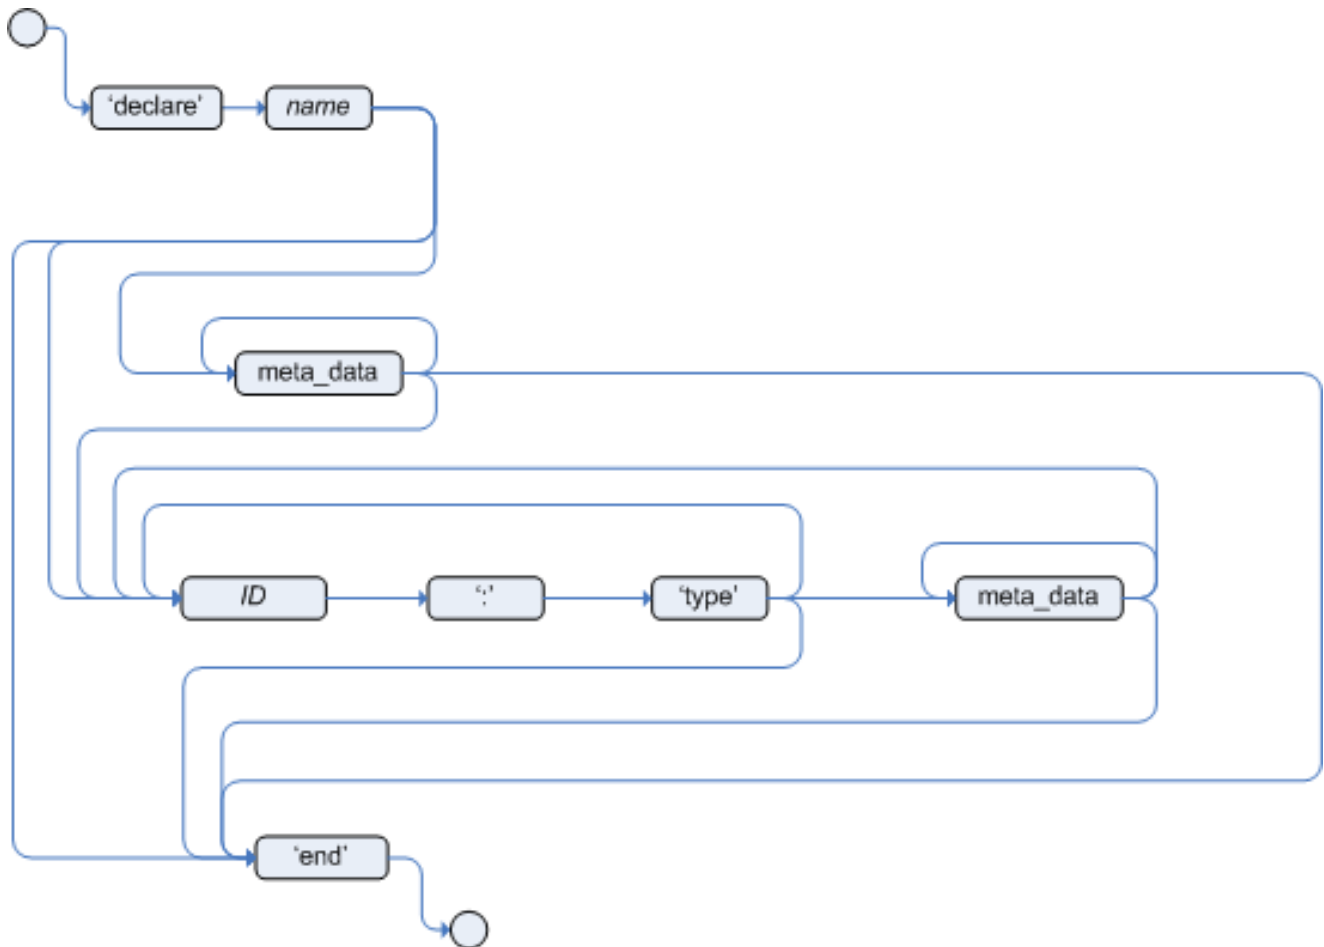 ‘declare’ name
meta_data
ID ‘:’ ‘type’ meta_data
‘end’